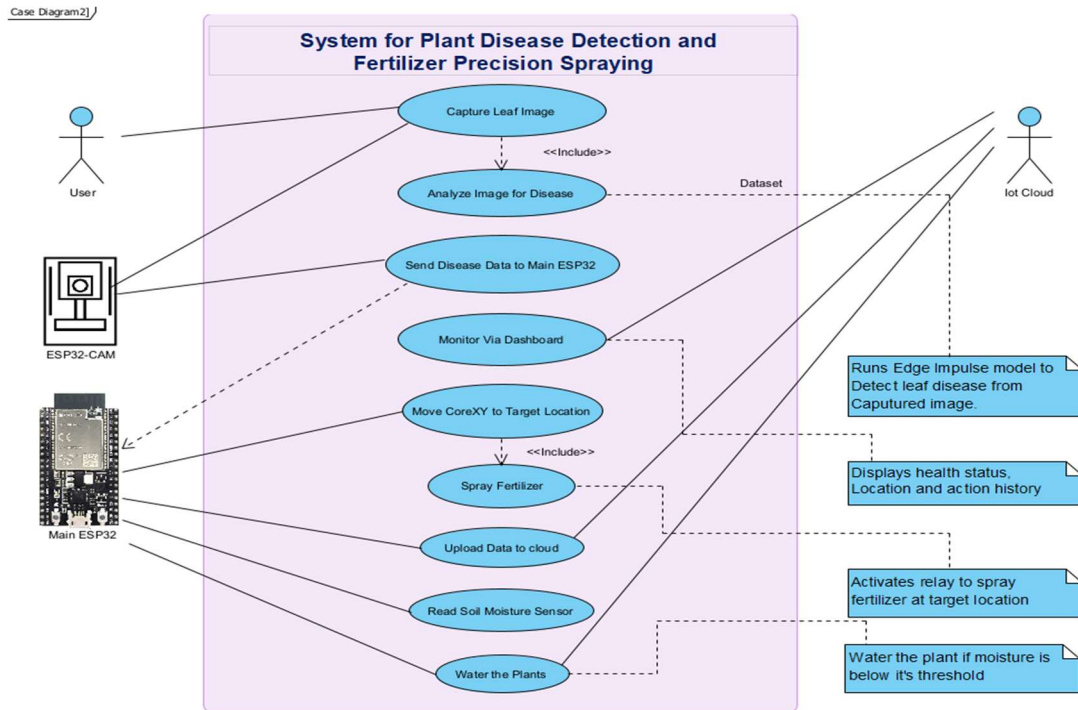 Case Diagram2]
System for Plant Disease Detection and
Fertilizer Precision Spraying
Capture Leaf Image
<<Include>>
User
Analyze Image for Disease
Dataset
Iot Cloud
Send Disease Data to Main ESP32
ESP32-CAM
Monitor Via Dashboard
Runs Edge Impulse model to
Detect leaf disease from
Caputured image.
Move CoreXY to Target Location
<<Include>>
Displays health status,
Location and action history
Spray Fertilizer
Main ESP32
Upload Data to cloud
Activates relay to spray
fertilizer at target location
Read Soil Moisture Sensor
Water the Plants
Water the plant if moisture is
below it's threshold